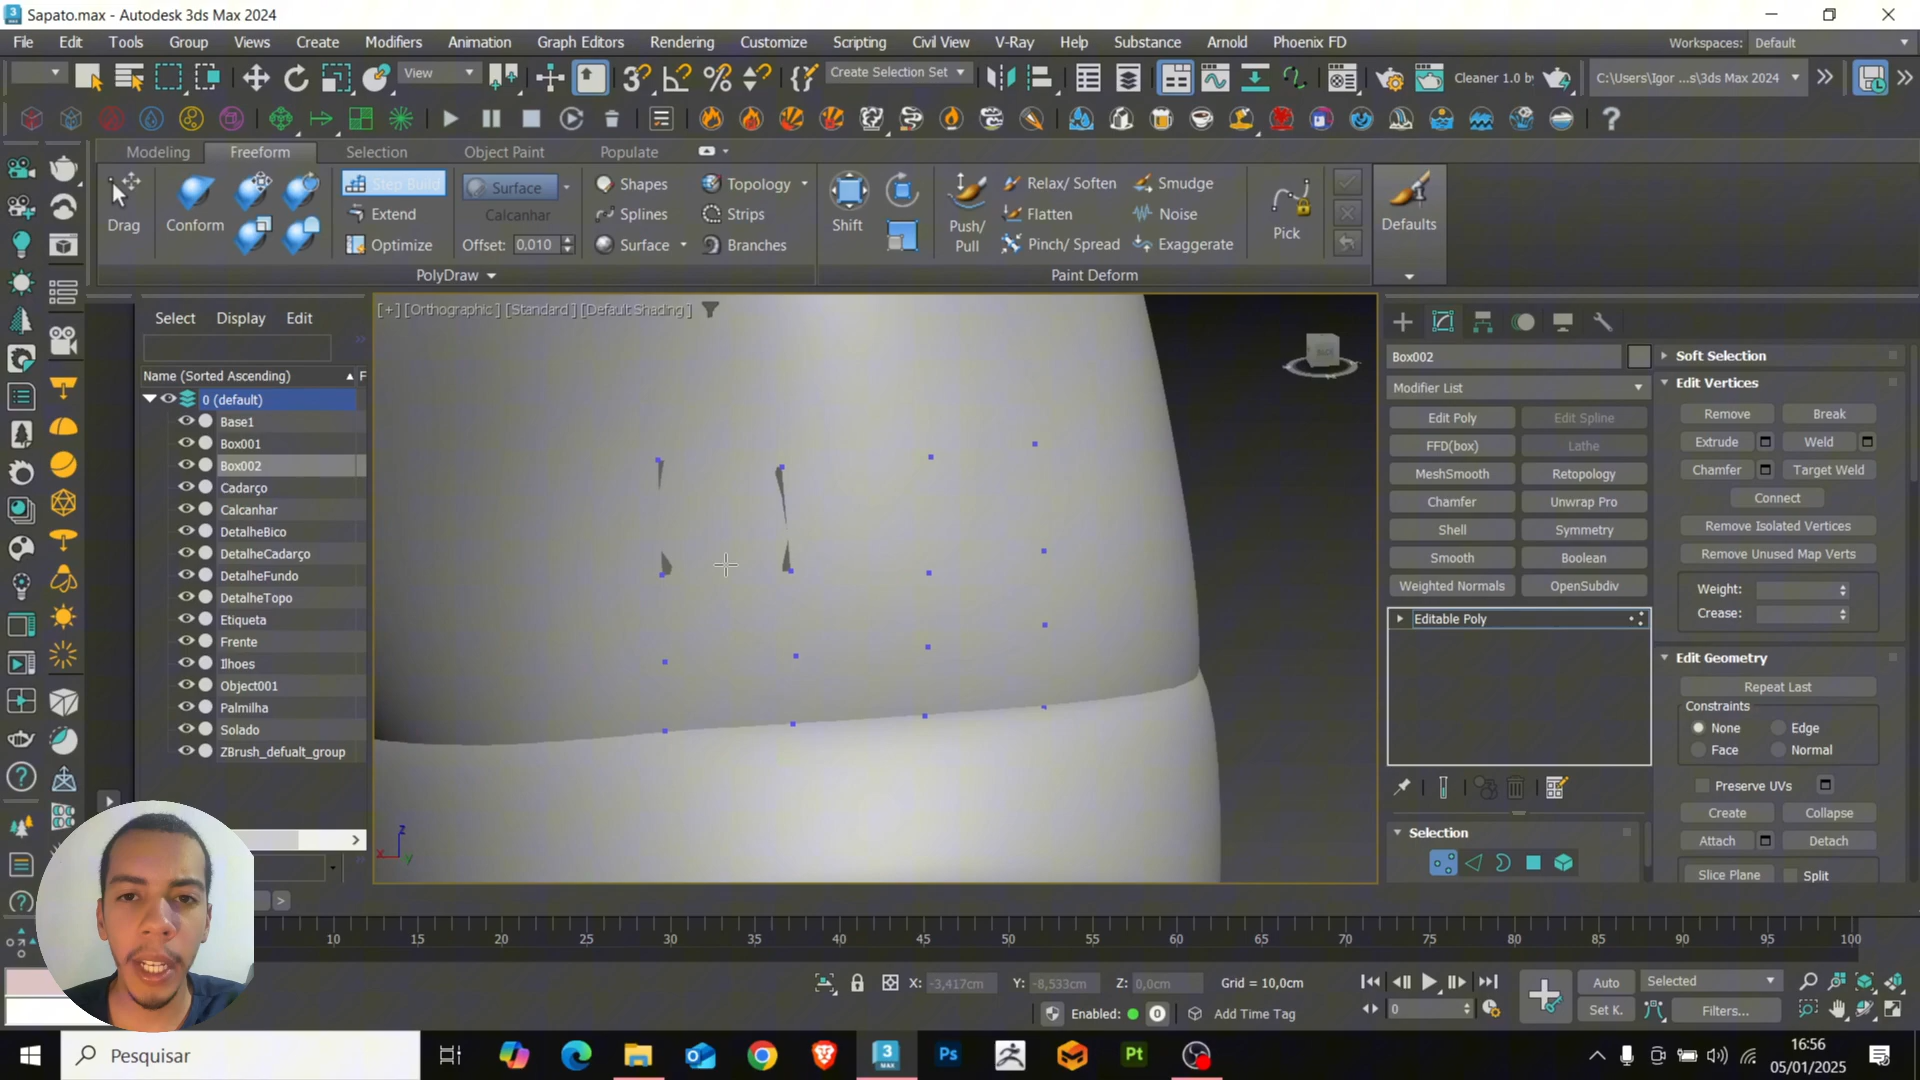 Sapato.max - Autodesk 3ds Max 2024
File Edit Tools Group Views Create Modifiers Animation Graph Editors Rendering Customize Scripting Civil View V-Ray Help Substance Arnold Phoenix FD Workspaces: Default
View Create Selection Set Cleaner 1.0 by C:\Users\Igor ...s\3ds Max 2024
Modeling Freeform Selection Object Paint Populate
Step Build Surface Shapes Topology Relax/ Soften Smudge
Drag Conform Extend Calcanhar Splines Strips Shift Push/ Pull Flatten Noise Pick Defaults
Optimize Offset: 0,010 Surface Branches Pinch/ Spread Exaggerate
PolyDraw Paint Deform
Select Display Edit
[+] [Orthographic ] [Standard ] [Default Shading ]
Name (Sorted Ascending) F
0 (default)
Base1
Box001
Box002
Cadarço
Calcanhar
DetalheBico
DetalheCadarço
DetalheFundo
DetalheTopo
Etiqueta
Frente
Ilhoes
Object001
Palmilha
Solado
ZBrush_defualt_group
z
x
y
Box002
Modifier List
Edit Poly Edit Spline
FFD(box) Lathe
MeshSmooth Retopology
Chamfer Unwrap Pro
Shell Symmetry
Smooth Boolean
Weighted Normals OpenSubdiv
Editable Poly
Selection
Soft Selection
Edit Vertices
Remove Break
Extrude Weld
Chamfer Target Weld
Connect
Remove Isolated Vertices
Remove Unused Map Verts
Weight:
Crease:
Edit Geometry
Repeat Last
Constraints
None Edge
Face Normal
Preserve UVs
Create Collapse
Attach Detach
Slice Plane Split
>
10 15 20 25 30 35 40 45 50 55 60 65 70 75 80 85 90 95 100
X: -3,417cm Y: -8,533cm Z: 0,0cm Grid = 10,0cm Auto Selected
Enabled: 0 Add Time Tag 0 Set K. Filters...
Pesquisar
3 MAX
Ps
Pt
16:56
05/01/2025